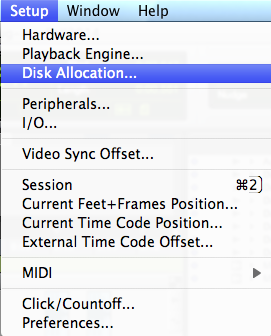 Setup Window Help
Hardware...
Playback Engine...
Disk Allocation...
Peripherals...
I/O...
Video Sync Offset...
Session ⌘2
Current Feet+Frames Position...
Current Time Code Position...
External Time Code Offset...
MIDI
Click/Countoff...
Preferences...